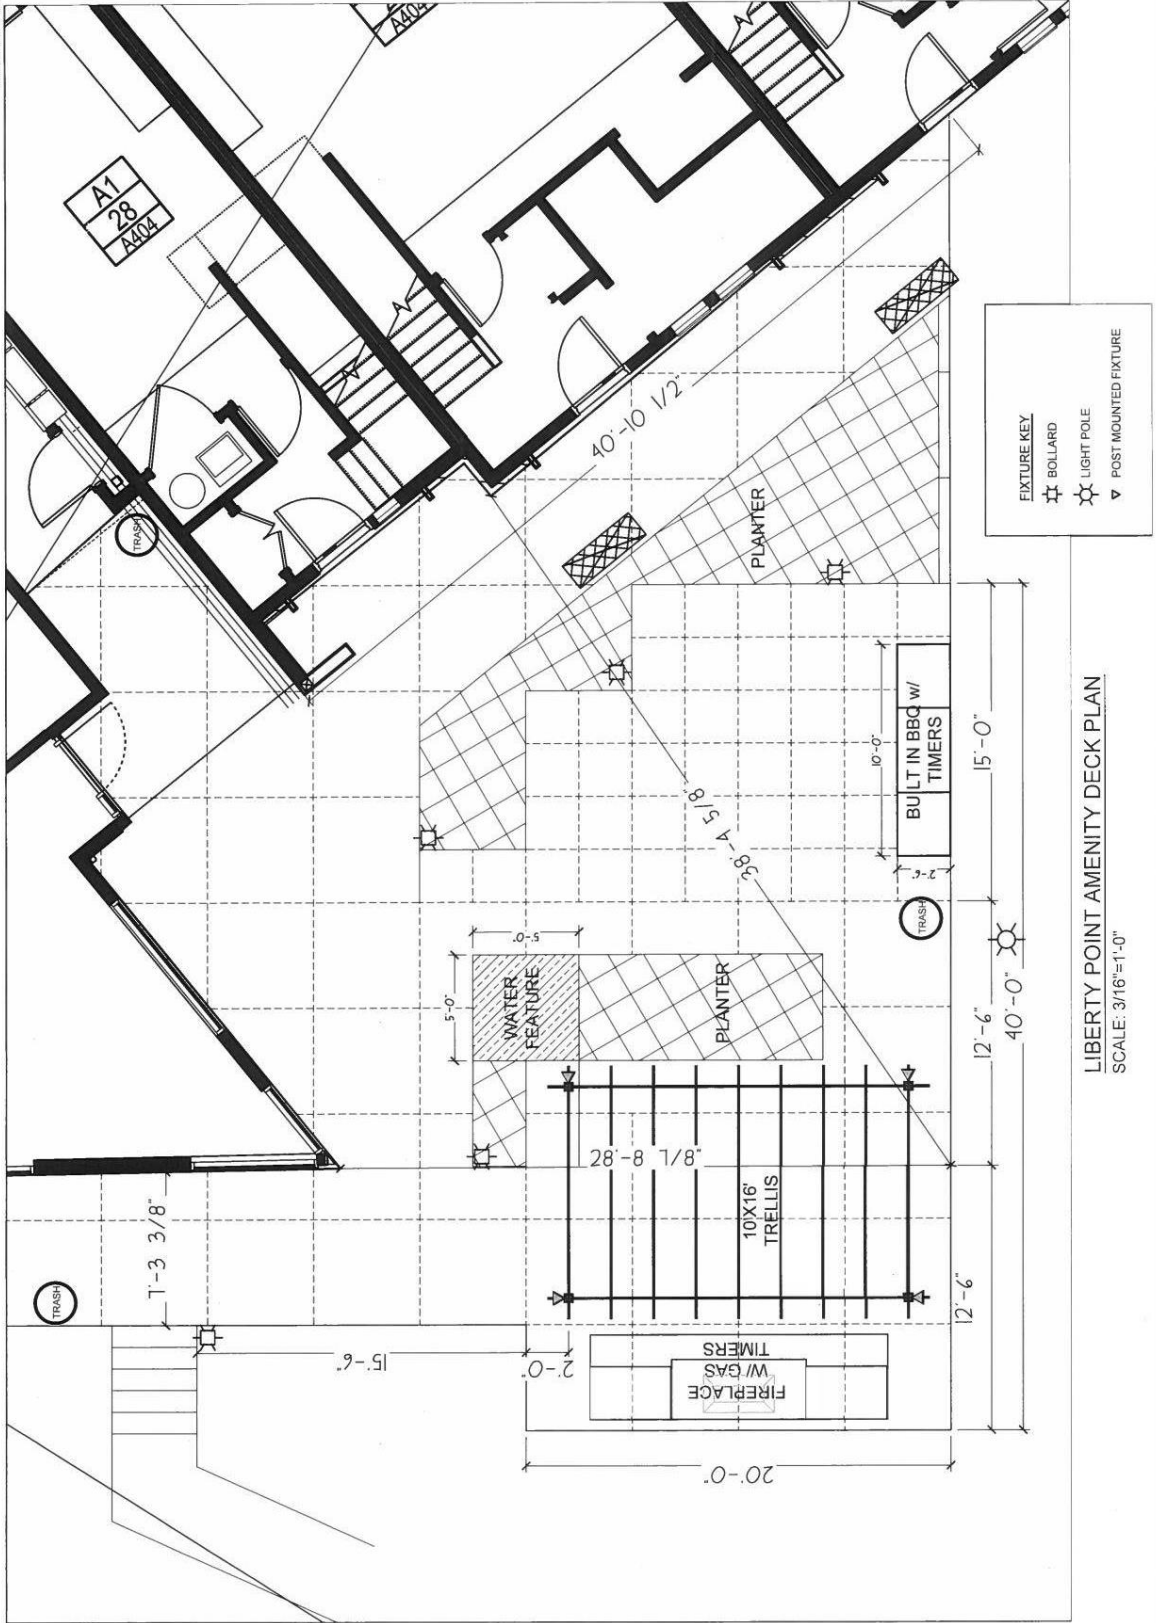 A404
A1
28
A404
TRASH
40'-10 1/2"
PLANTER
FIXTURE KEY
BOLLARD
LIGHT POLE
POST MOUNTED FIXTURE
BUILT IN BBQ w/
TIMERS
10'-0"
2'-6"
15'-0"
38'-4 5/8"
TRASH
5'-0"
5'-0"
WATER
FEATURE
PLANTER
12'-6"
40'-0"
28'-8 1/8"
10'X16'
TRELLIS
7'-3 3/8"
TRASH
12'-6"
15'-6"
2'-0"
FIREPLACE
W/ GAS
TIMERS
20'-0"
LIBERTY POINT AMENITY DECK PLAN
SCALE: 3/16"=1'-0"